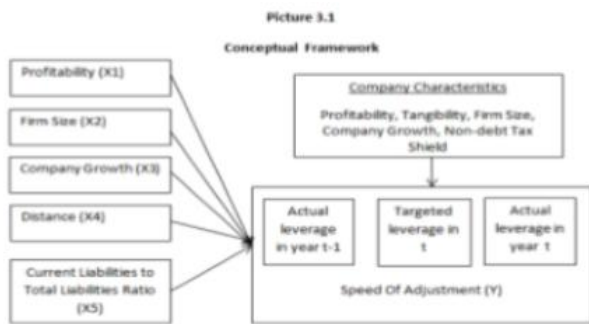 Picture 3.1
Conceptual Framework
Profitability (X1)
Firm Size (X2)
Company Growth (X3)
Distance (X4)
Current Liabilities to
Total Liabilities Ratio
(X5)
Company Characteristics
Profitability, Tangibility, Firm Size,
Company Growth, Non-debt Tax
Shield
Actual
leverage
in year t-1
Targeted
leverage in
t
Actual
leverage in
year t
Speed Of Adjustment (Y)